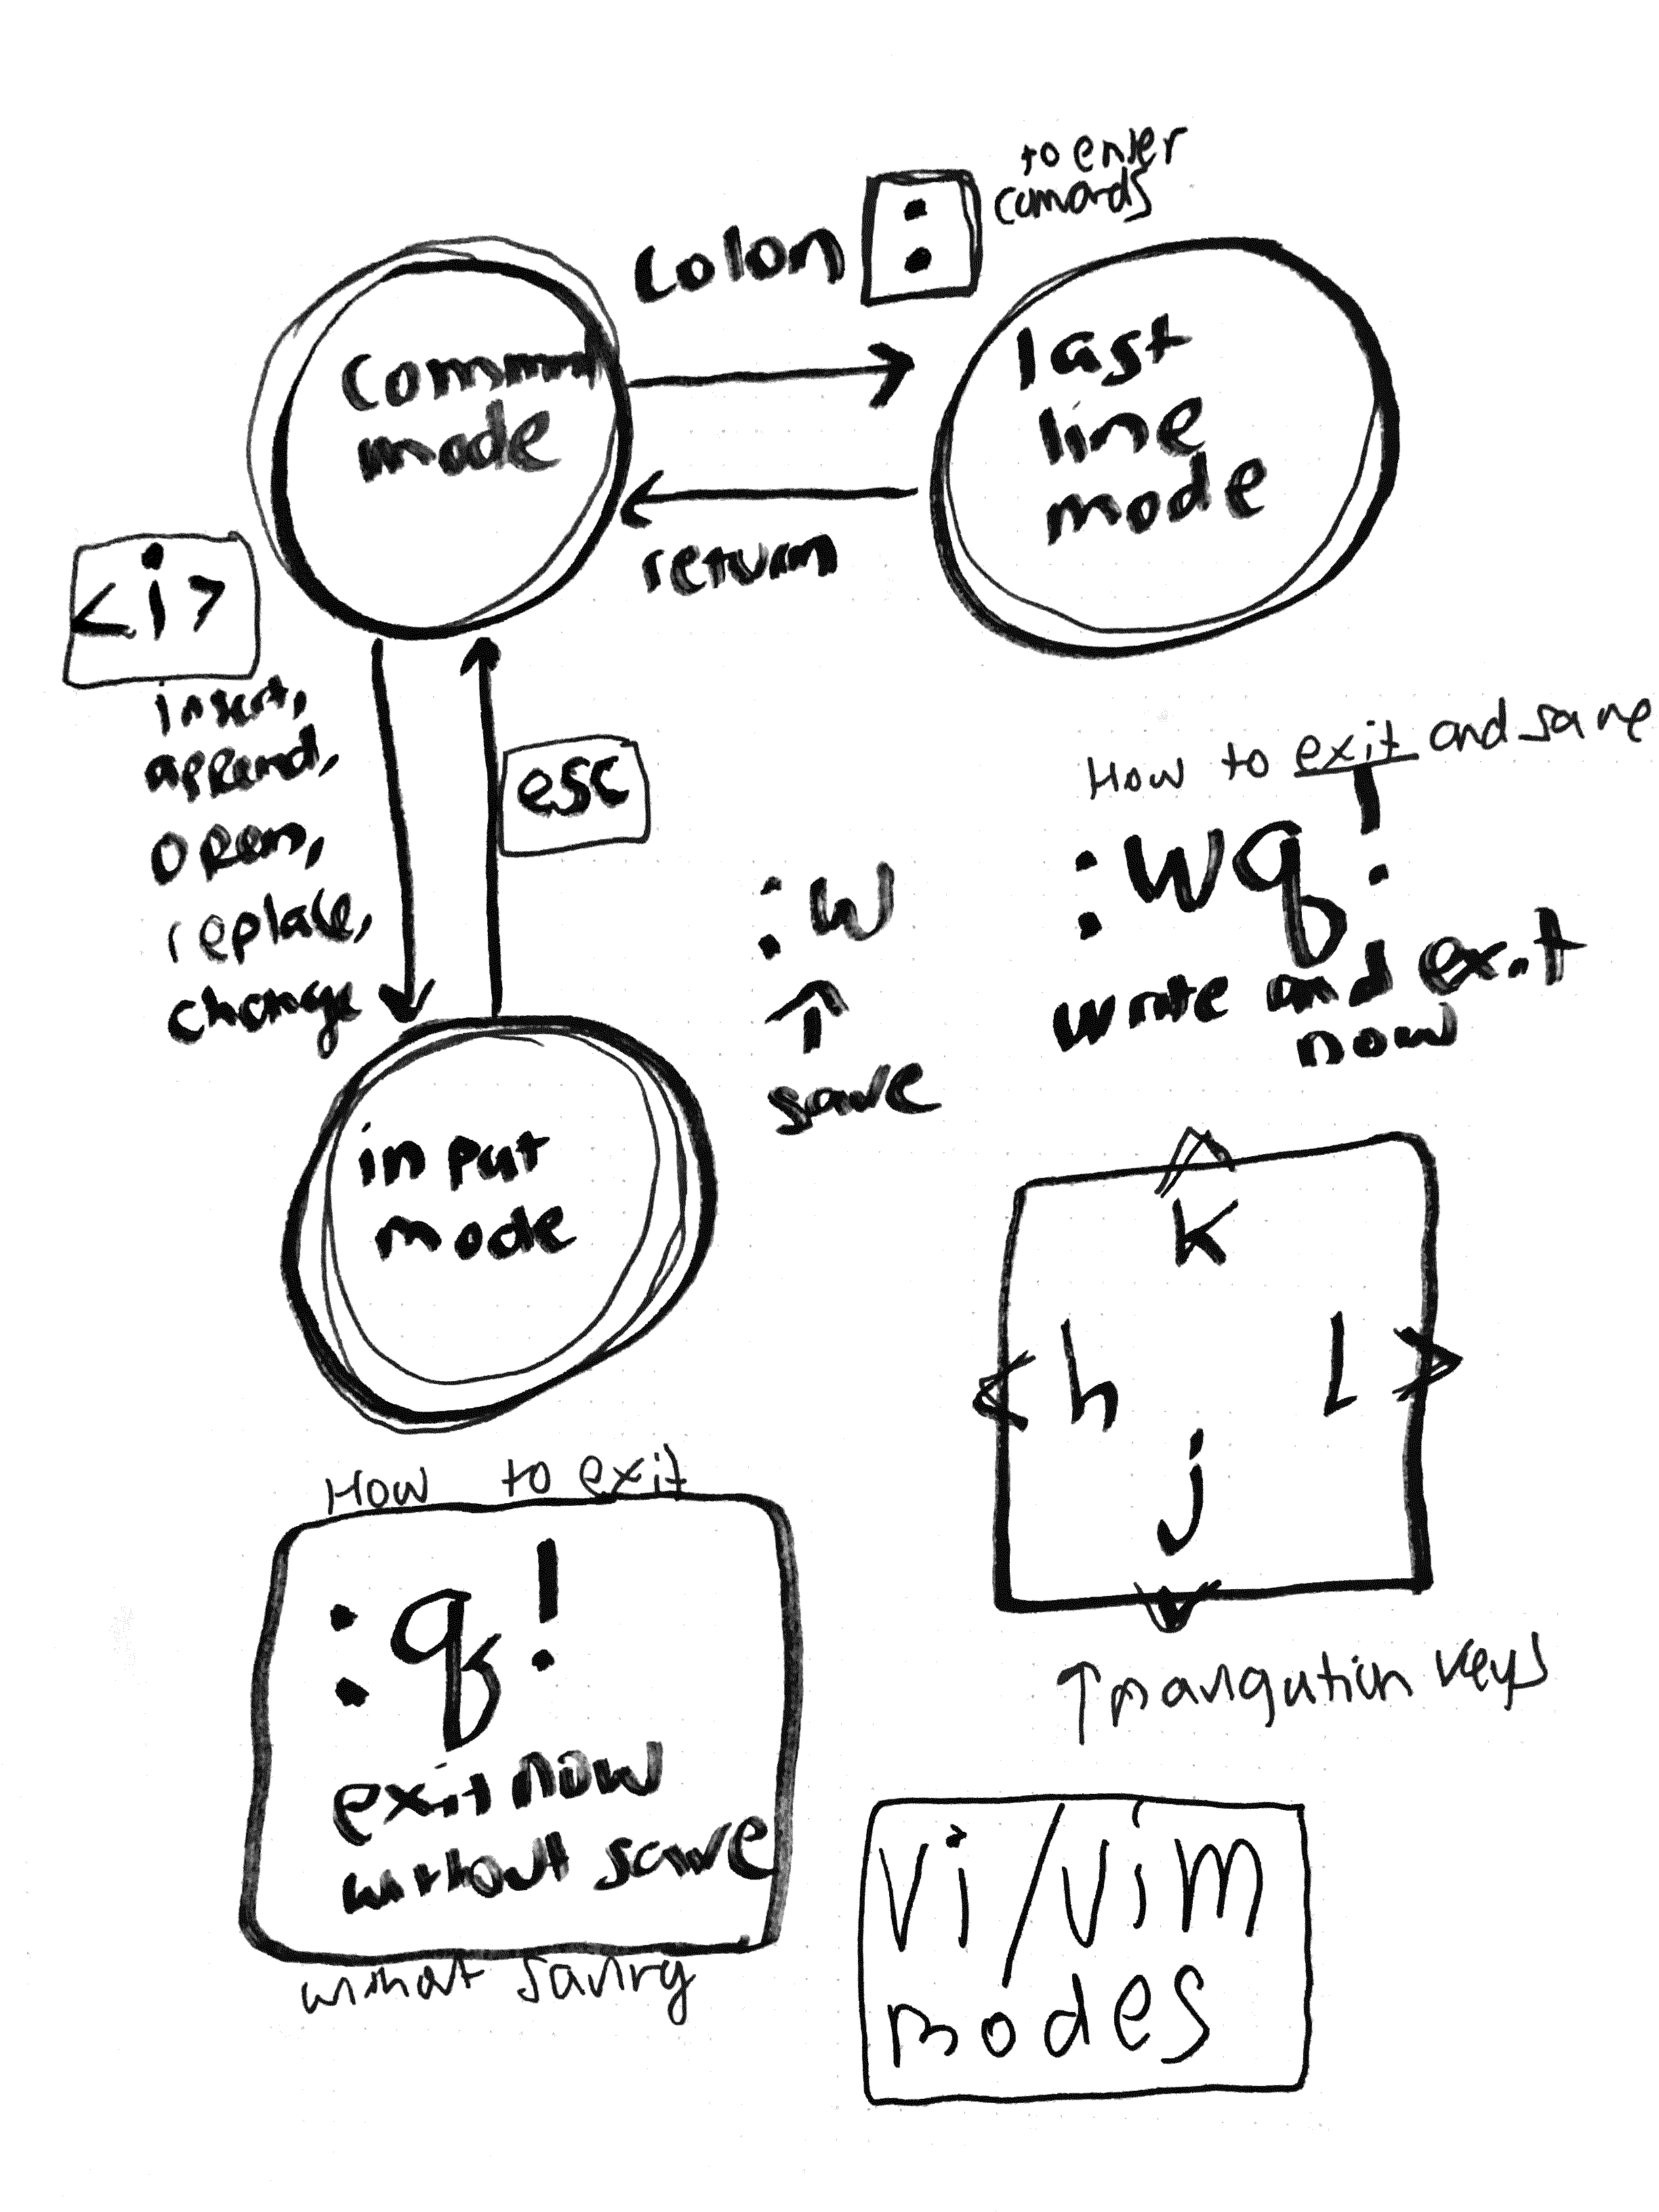 to enter
comands
colon :
command
mode
last
line
mode
return
<i>
insert,
append,
open,
replace,
change
esc
How to exit and save
:wq!
write and exit
now
:w
save
input
mode
k
h l
j
How to exit
:q!
exit now
without save
without saving
navigation keys
vi/vim
modes